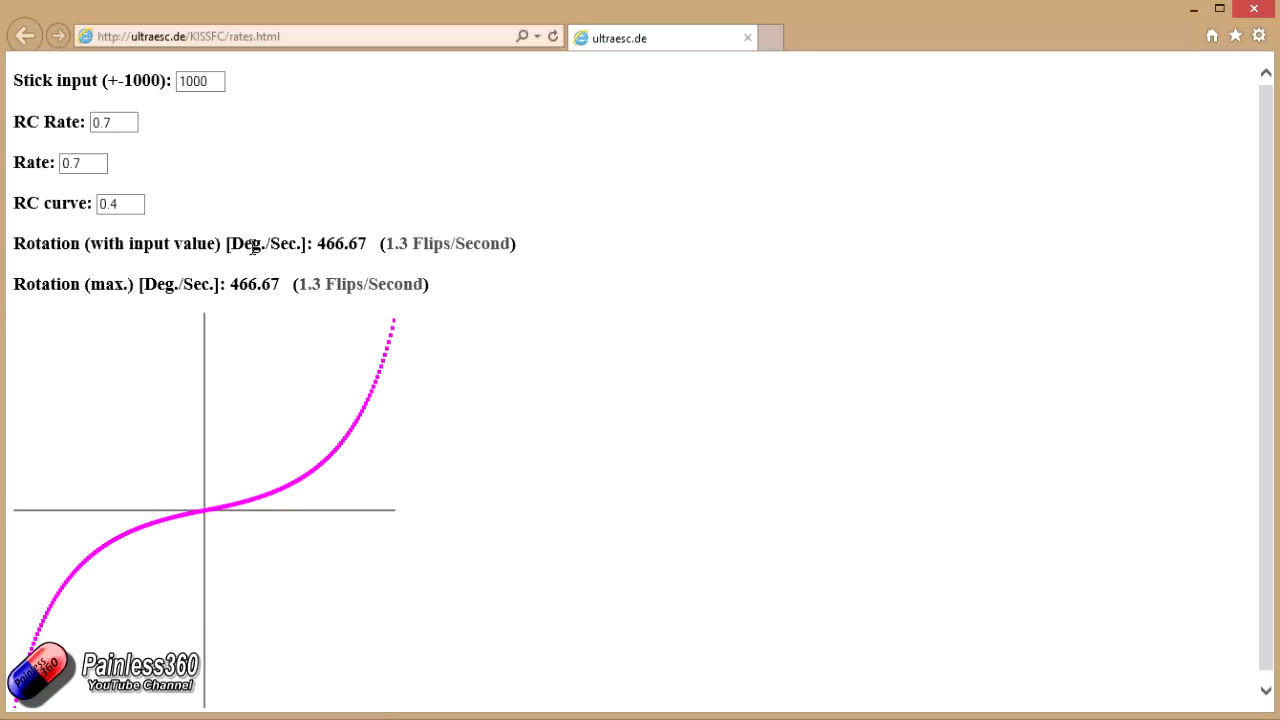 http://ultraesc.de/KISSFC/rates.html
ultraesc.de
Stick input (+-1000): 1000
RC Rate: 0.7
Rate: 0.7
RC curve: 0.4
Rotation (with input value) [Deg./Sec.]: 466.67 (1.3 Flips/Second)
Rotation (max.) [Deg./Sec.]: 466.67 (1.3 Flips/Second)
Painless360
Painless360
YouTube Channel